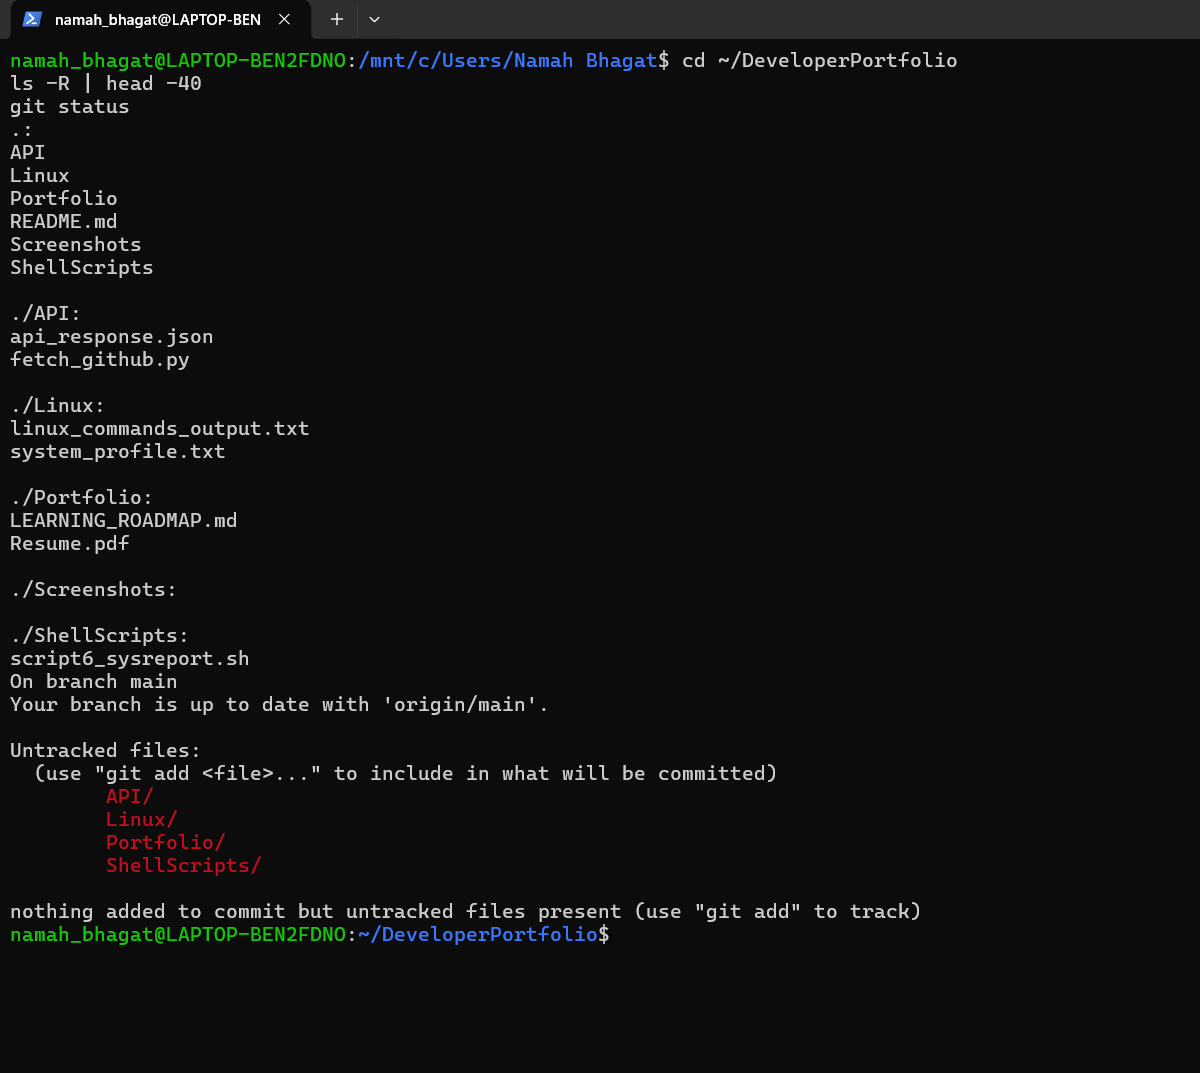 namah_bhagat@LAPTOP-BEN
namah_bhagat@LAPTOP-BEN2FDNO:/mnt/c/Users/Namah Bhagat$ cd ~/DeveloperPortfolio
ls -R | head -40
git status
.:
API
Linux
Portfolio
README.md
Screenshots
ShellScripts
./API:
api_response.json
fetch_github.py
./Linux:
linux_commands_output.txt
system_profile.txt
./Portfolio:
LEARNING_ROADMAP.md
Resume.pdf
./Screenshots:
./ShellScripts:
script6_sysreport.sh
On branch main
Your branch is up to date with 'origin/main'.
Untracked files:
(use "git add <file>..." to include in what will be committed)
API/
Linux/
Portfolio/
ShellScripts/
nothing added to commit but untracked files present (use "git add" to track)
namah_bhagat@LAPTOP-BEN2FDNO:~/DeveloperPortfolio$